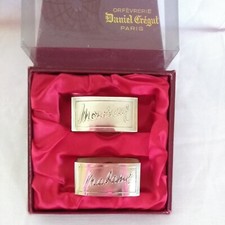 ORFÈVRERIE
Daniel Crégut
PARIS
Monsieur
Madame